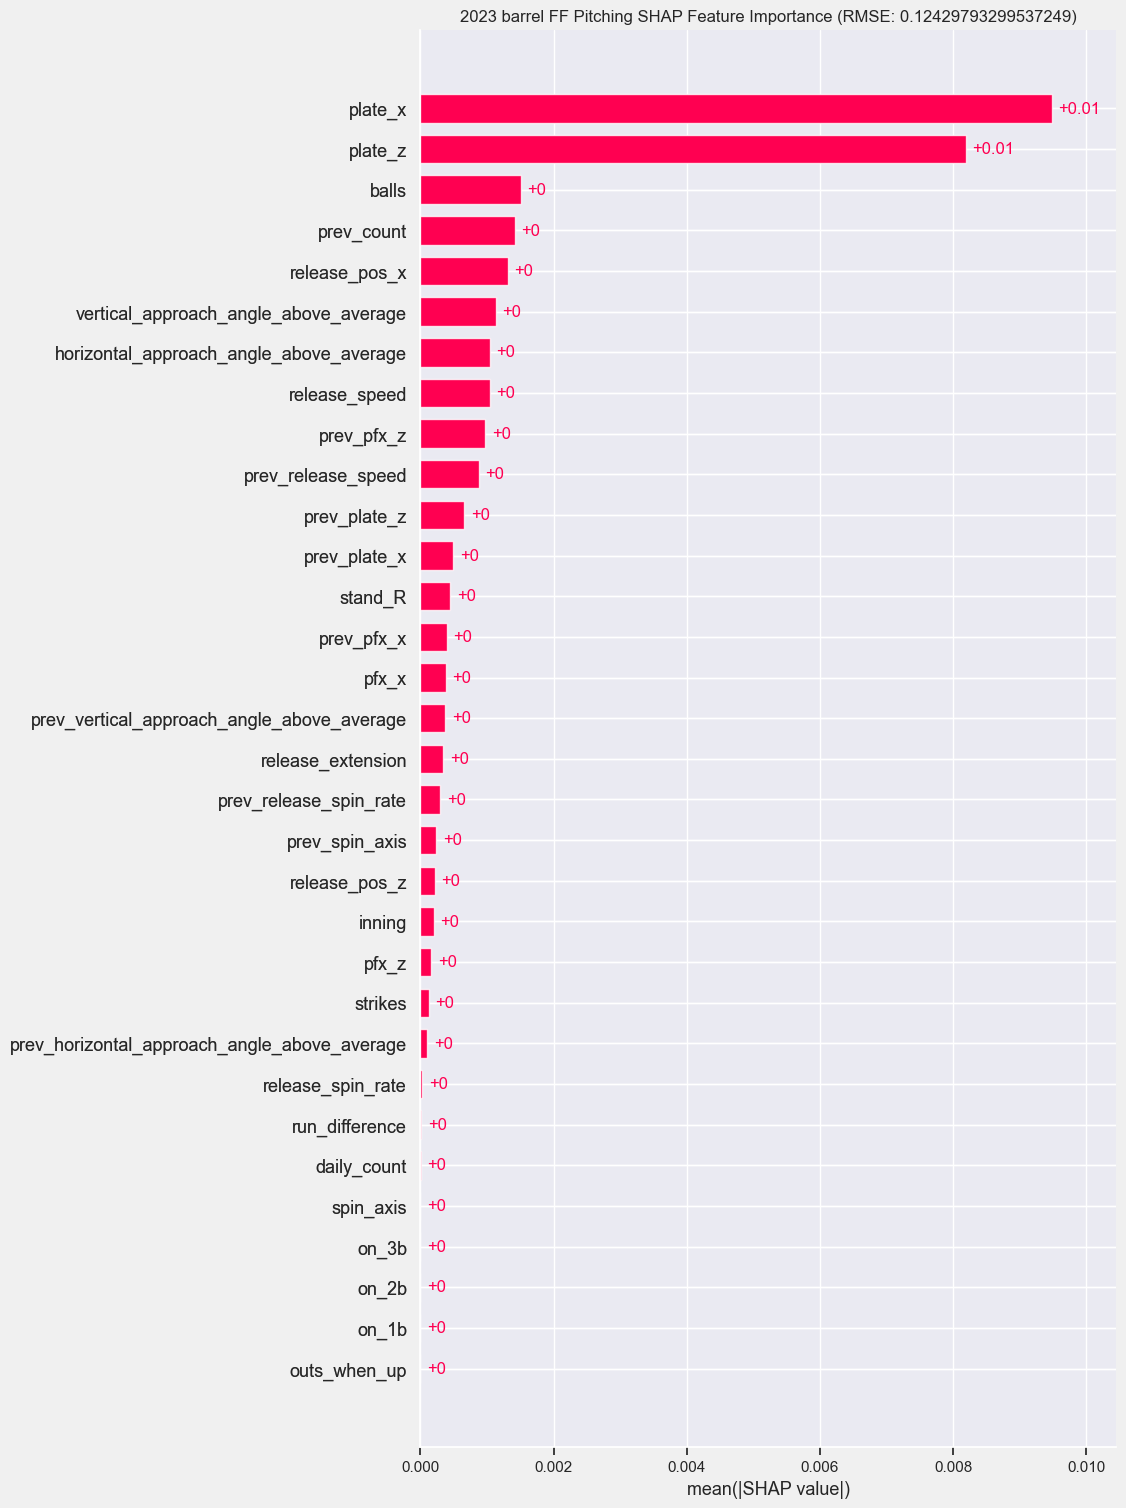 2023 barrel FF Pitching SHAP Feature Importance (RMSE: 0.12429793299537249)
plate_x +0.01
plate_z +0.01
balls +0
prev_count +0
release_pos_x +0
vertical_approach_angle_above_average +0
horizontal_approach_angle_above_average +0
release_speed +0
prev_pfx_z +0
prev_release_speed +0
prev_plate_z +0
prev_plate_x +0
stand_R +0
prev_pfx_x +0
pfx_x +0
prev_vertical_approach_angle_above_average +0
release_extension +0
prev_release_spin_rate +0
prev_spin_axis +0
release_pos_z +0
inning +0
pfx_z +0
strikes +0
prev_horizontal_approach_angle_above_average +0
release_spin_rate +0
run_difference +0
daily_count +0
spin_axis +0
on_3b +0
on_2b +0
on_1b +0
outs_when_up +0
0.000 0.002 0.004 0.006 0.008 0.010
mean(|SHAP value|)